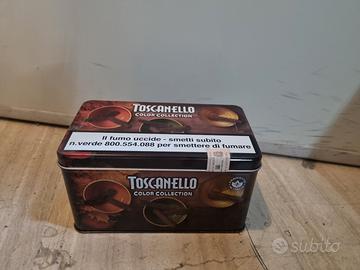 TOSCANELLO
COLOR COLLECTION
Il fumo uccide - smetti subito
n.verde 800.554.088 per smettere di fumare
TOSCANELLO
COLOR COLLECTION
subito